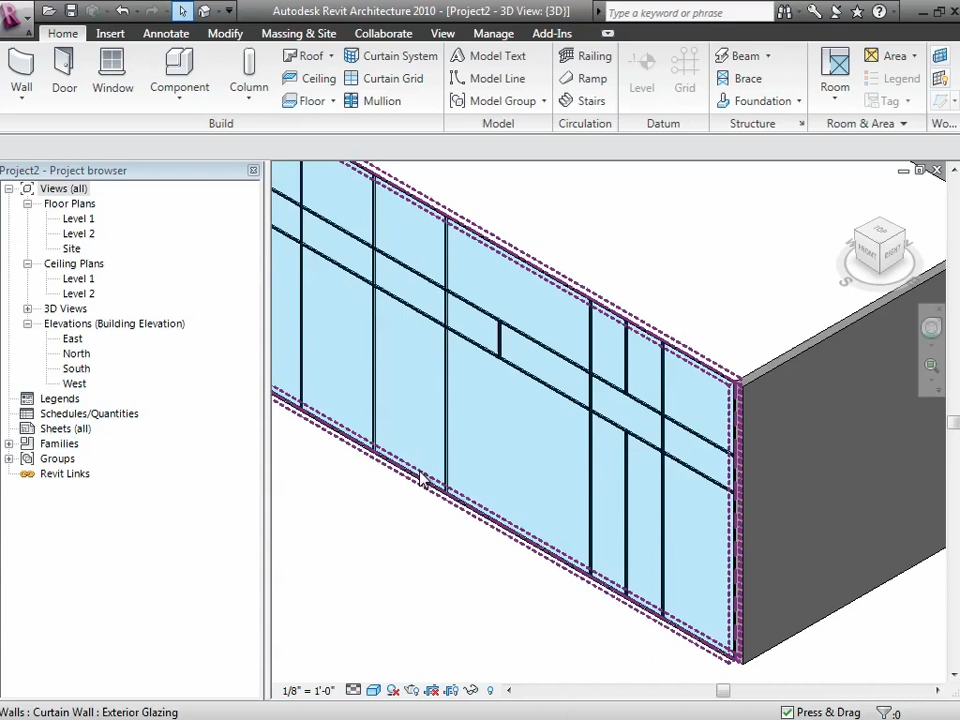 Autodesk Revit Architecture 2010 - [Project2 - 3D View: {3D}]
Type a keyword or phrase
Home Insert Annotate Modify Massing & Site Collaborate View Manage Add-Ins
Wall Door Window Component Column
Roof Ceiling Floor
Curtain System Curtain Grid Mullion
Model Text Model Line Model Group
Railing Ramp Stairs
Level Grid
Beam Brace Foundation
Room
Area Legend Tag
Build Model Circulation Datum Structure Room & Area Wo...
Project2 - Project browser
Views (all)
Floor Plans
Level 1
Level 2
Site
Ceiling Plans
Level 1
Level 2
3D Views
Elevations (Building Elevation)
East
North
South
West
Legends
Schedules/Quantities
Sheets (all)
Families
Groups
Revit Links
TOP
FRONT RIGHT
S
1/8" = 1'-0"
Walls : Curtain Wall : Exterior Glazing
Press & Drag
:0